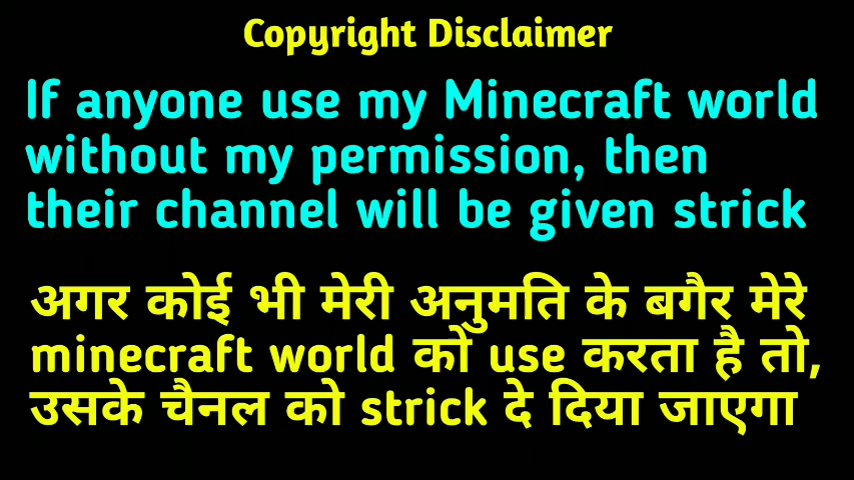 Copyright Disclaimer
If anyone use my Minecraft world
without my permission, then
their channel will be given strick
अगर कोई भी मेरी अनुमति के बगैर मेरे
minecraft world को use करता है तो,
उसके चैनल को strick दे दिया जाएगा